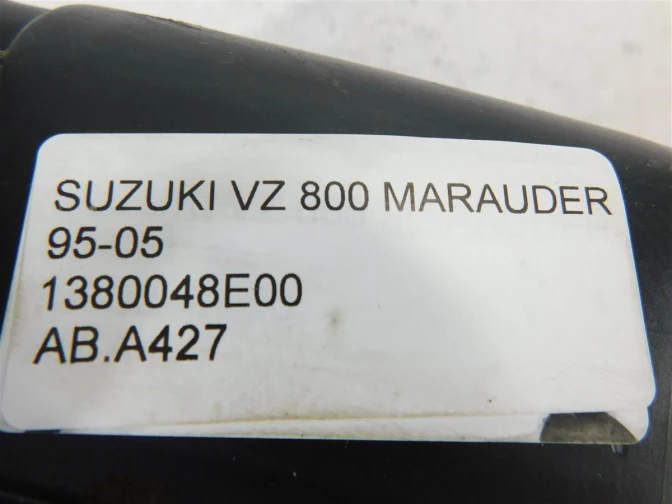 SUZUKI VZ 800 MARAUDER
95-05
1380048E00
AB.A427